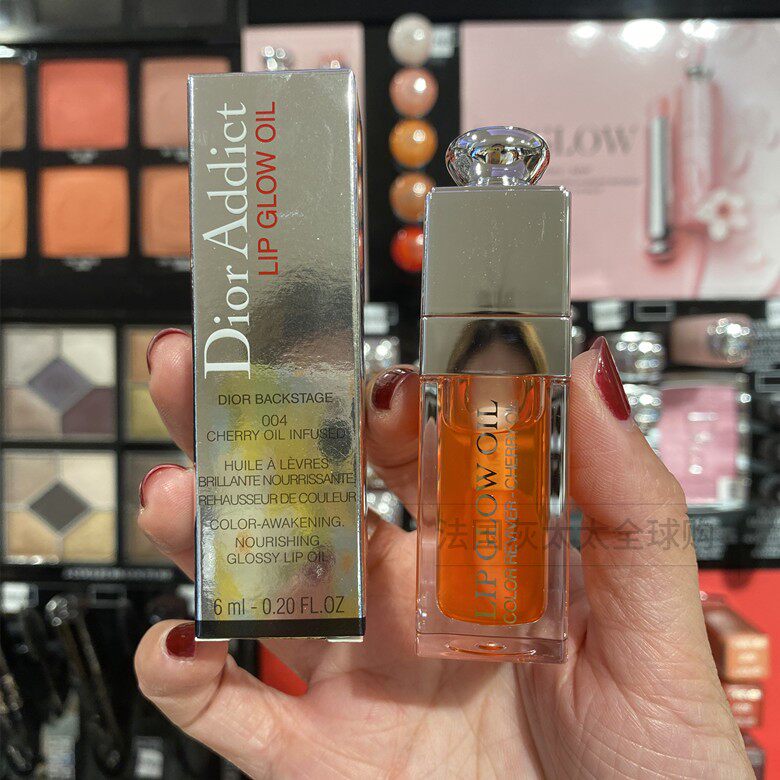 Dior Addict
LIP GLOW OIL
DIOR BACKSTAGE
004
CHERRY OIL INFUSED
HUILE À LÈVRES
BRILLANTE NOURRISSANTE
REHAUSSEUR DE COULEUR
COLOR-AWAKENING.
NOURISHING
GLOSSY LIP OIL
6 ml - 0.20 FL.OZ
LIP GLOW OIL
COLOR REVIVER - CHERRY OIL
GLOW
法国灰太太全球购